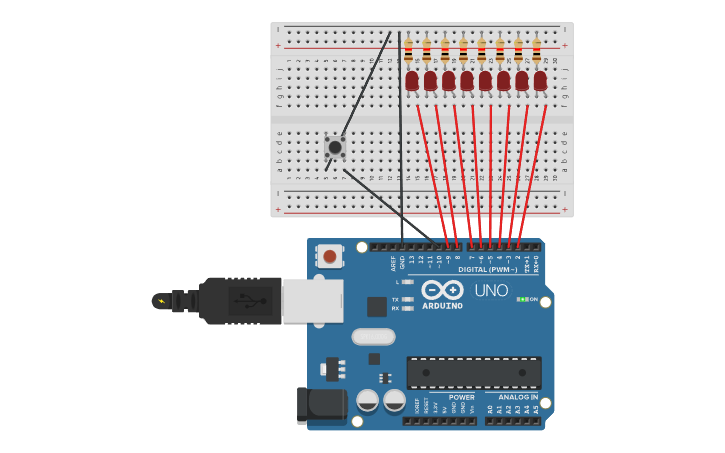 a b c d e
f g h i j
AREF
GND
13
12
~11
~10
~9
8
7
~6
~5
4
~3
2
TX→1
RX←0
DIGITAL (PWM~)
L
TX
RX
ARDUINO
UNO
ON
IOREF
RESET
3.3V
5V
GND
GND
Vin
POWER
ANALOG IN
A0
A1
A2
A3
A4
A5